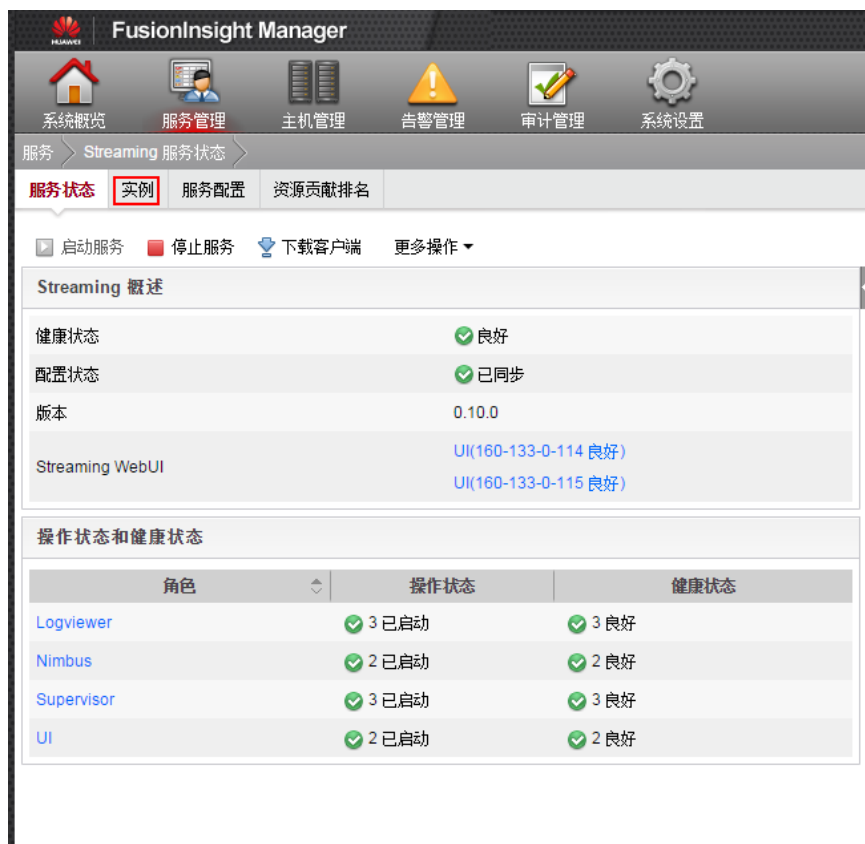 HUAWEI FusionInsight Manager
系统概览 服务管理 主机管理 告警管理 审计管理 系统设置
服务 Streaming 服务状态
服务状态 实例 服务配置 资源贡献排名
启动服务 停止服务 下载客户端 更多操作
Streaming 概述
健康状态 良好
配置状态 已同步
版本 0.10.0
Streaming WebUI UI(160-133-0-114 良好)
UI(160-133-0-115 良好)
操作状态和健康状态
角色 操作状态 健康状态
Logviewer 3 已启动 3 良好
Nimbus 2 已启动 2 良好
Supervisor 3 已启动 3 良好
UI 2 已启动 2 良好